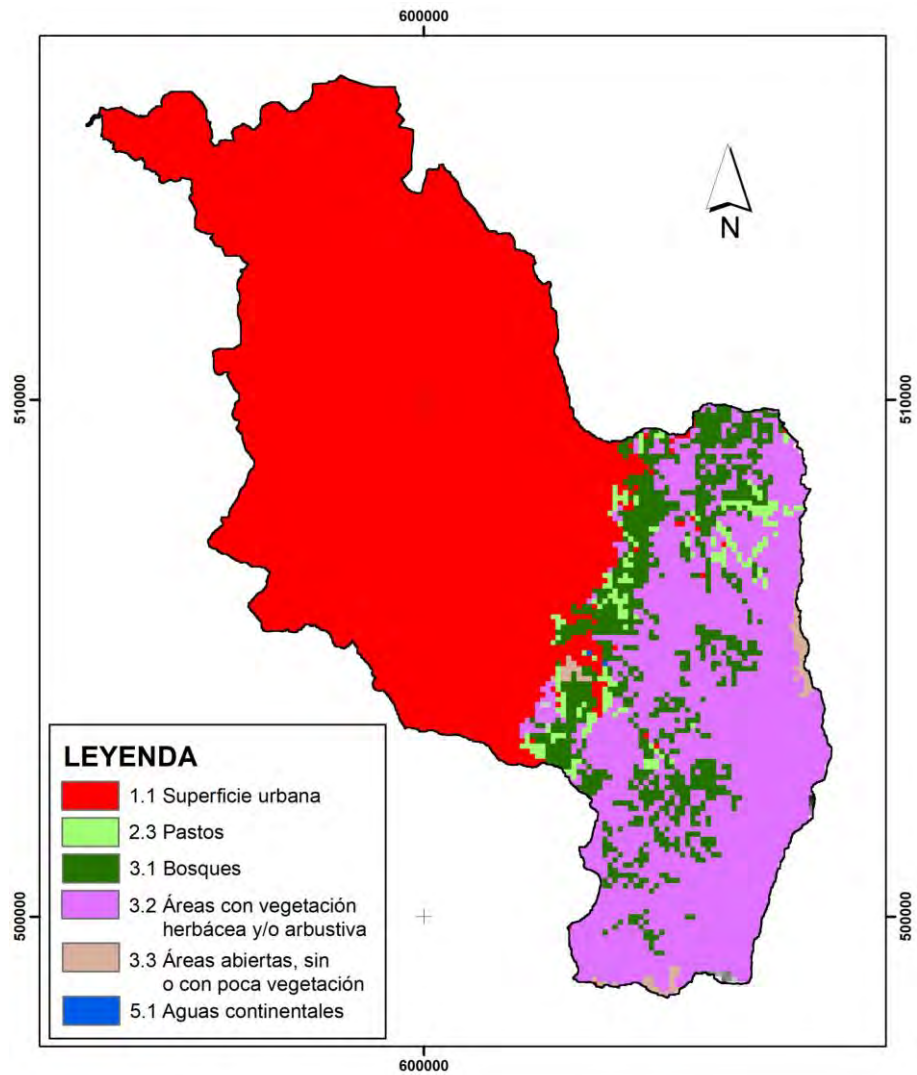 600000
N
510000
510000
LEYENDA
1.1 Superficie urbana
2.3 Pastos
3.1 Bosques
3.2 Áreas con vegetación
herbácea y/o arbustiva
3.3 Áreas abiertas, sin
o con poca vegetación
5.1 Aguas continentales
500000
500000
600000